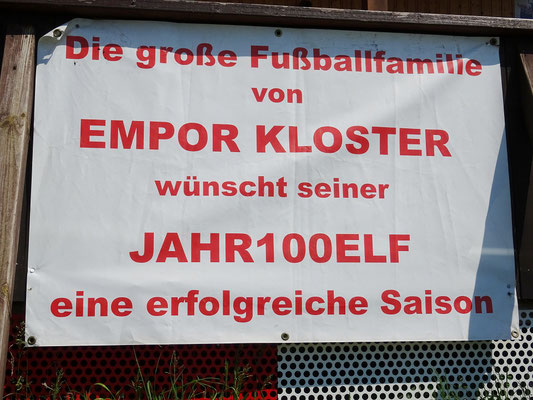 Die große Fußballfamilie
von
EMPOR KLOSTER
wünscht seiner
JAHR100ELF
eine erfolgreiche Saison